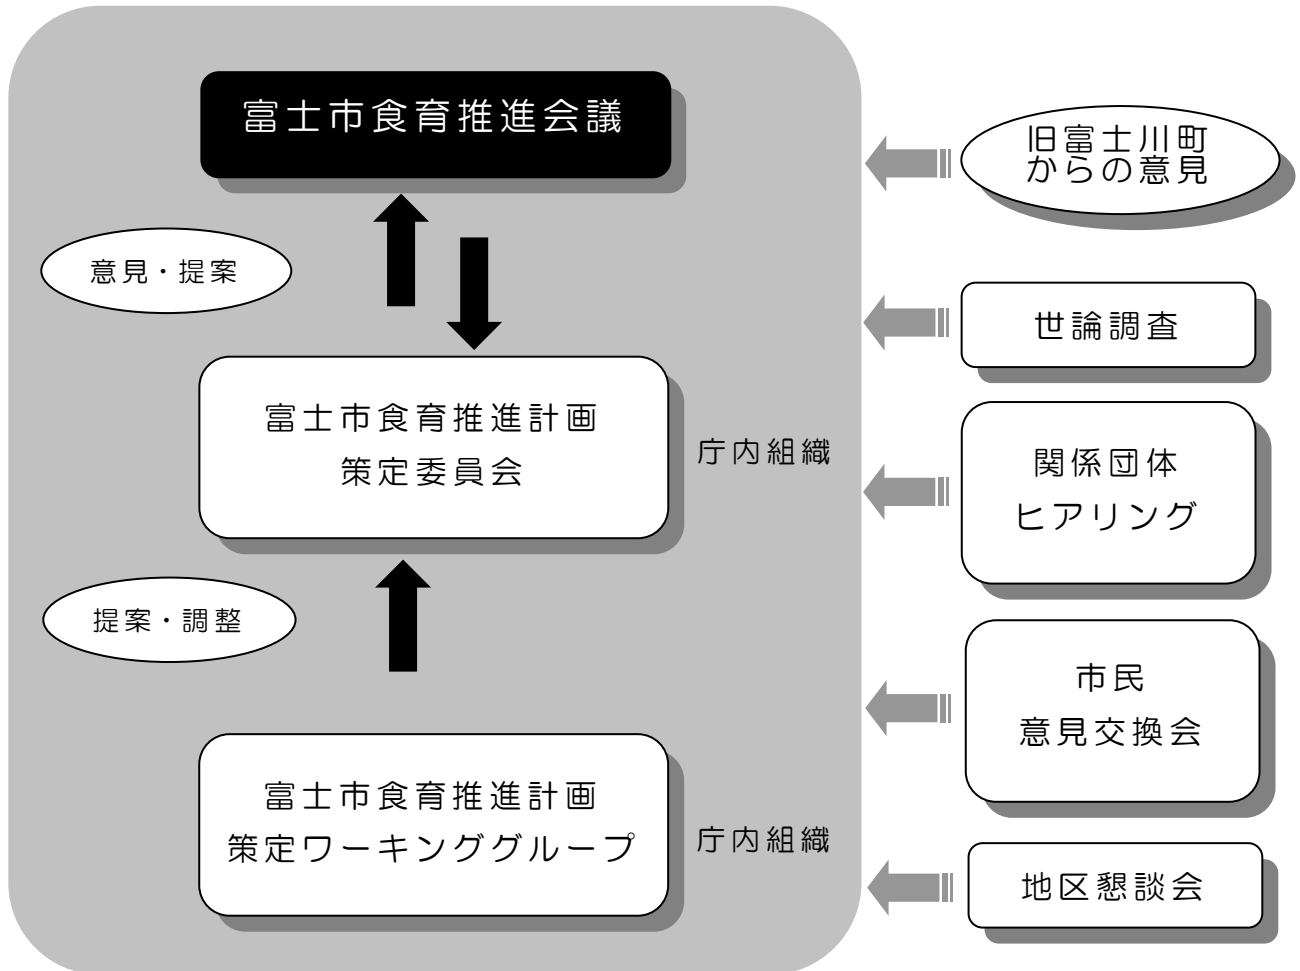 富士市食育推進会議
意見・提案
富士市食育推進計画
策定委員会
庁内組織
提案・調整
富士市食育推進計画
策定ワーキンググループ
庁内組織
旧富士川町
からの意見
世論調査
関係団体
ヒアリング
市民
意見交換会
地区懇談会